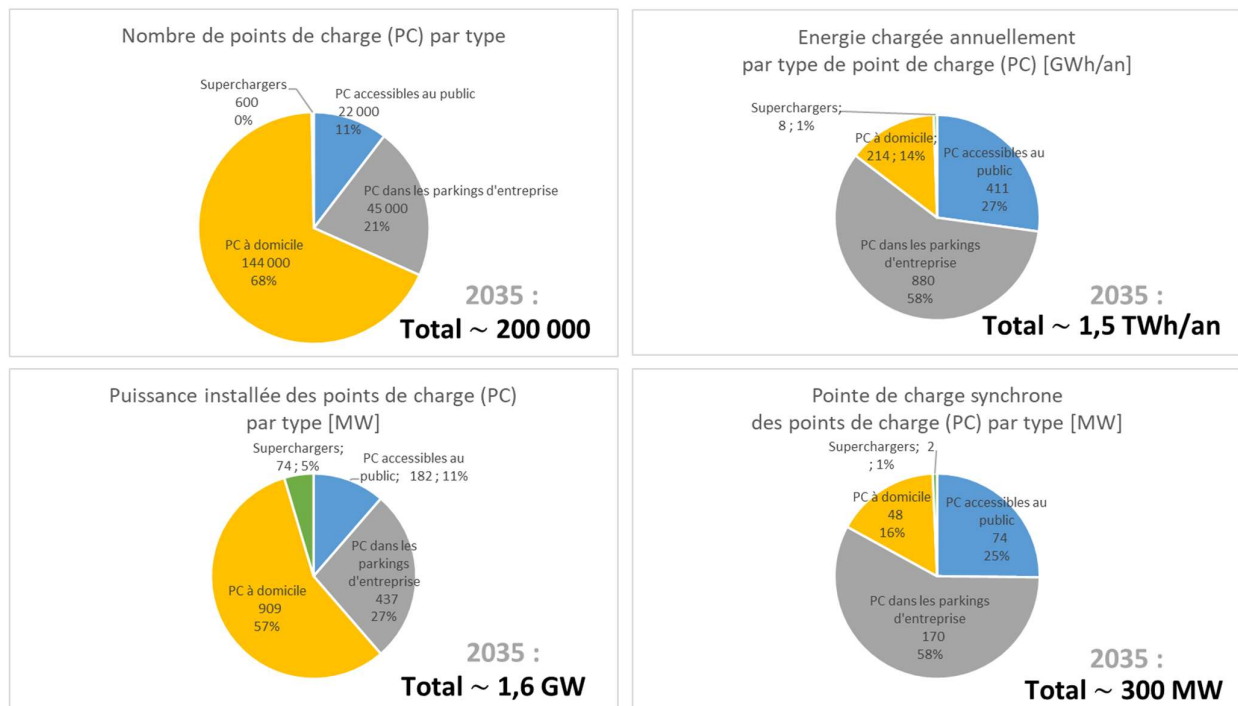 Nombre de points de charge (PC) par type
Superchargers
600
0%
PC accessibles au public
22 000
11%
PC dans les parkings d'entreprise
45 000
21%
PC à domicile
144 000
68%
2035 :
Total ~ 200 000
Energie chargée annuellement
par type de point de charge (PC) [GWh/an]
Superchargers;
8 ; 1%
PC à domicile;
214 ; 14%
PC accessibles au
public
411
27%
PC dans les parkings
d'entreprise
880
58%
2035 :
Total ~ 1,5 TWh/an
Puissance installée des points de charge (PC)
par type [MW]
Superchargers;
74 ; 5%
PC accessibles au
public; 182 ; 11%
PC dans les
parkings
d'entreprise
437
27%
PC à domicile
909
57%
2035 :
Total ~ 1,6 GW
Pointe de charge synchrone
des points de charge (PC) par type [MW]
Superchargers; 2
; 1%
PC à domicile
48
16%
PC accessibles au
public
74
25%
PC dans les parkings
d'entreprise
170
58%
2035 :
Total ~ 300 MW